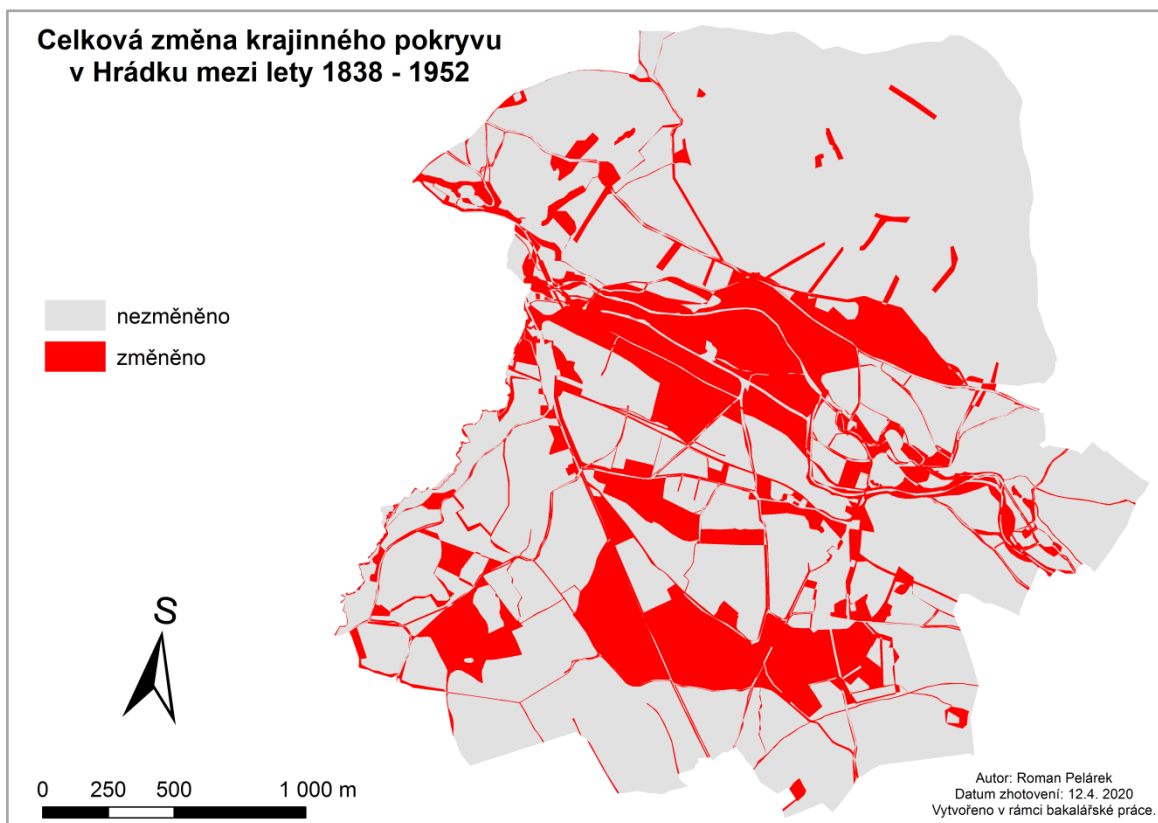 Celková změna krajinného pokryvu
v Hrádku mezi lety 1838 - 1952
nezměněno
změněno
S
0 250 500 1 000 m
Autor: Roman Pelárek
Datum zhotovení: 12.4. 2020
Vytvořeno v rámci bakalářské práce.